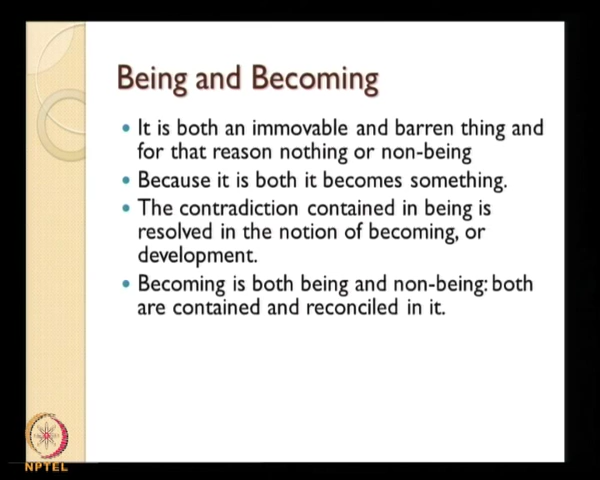 Being and Becoming
• It is both an immovable and barren thing and
for that reason nothing or non-being
• Because it is both it becomes something.
• The contradiction contained in being is
resolved in the notion of becoming, or
development.
• Becoming is both being and non-being: both
are contained and reconciled in it.
NPTEL